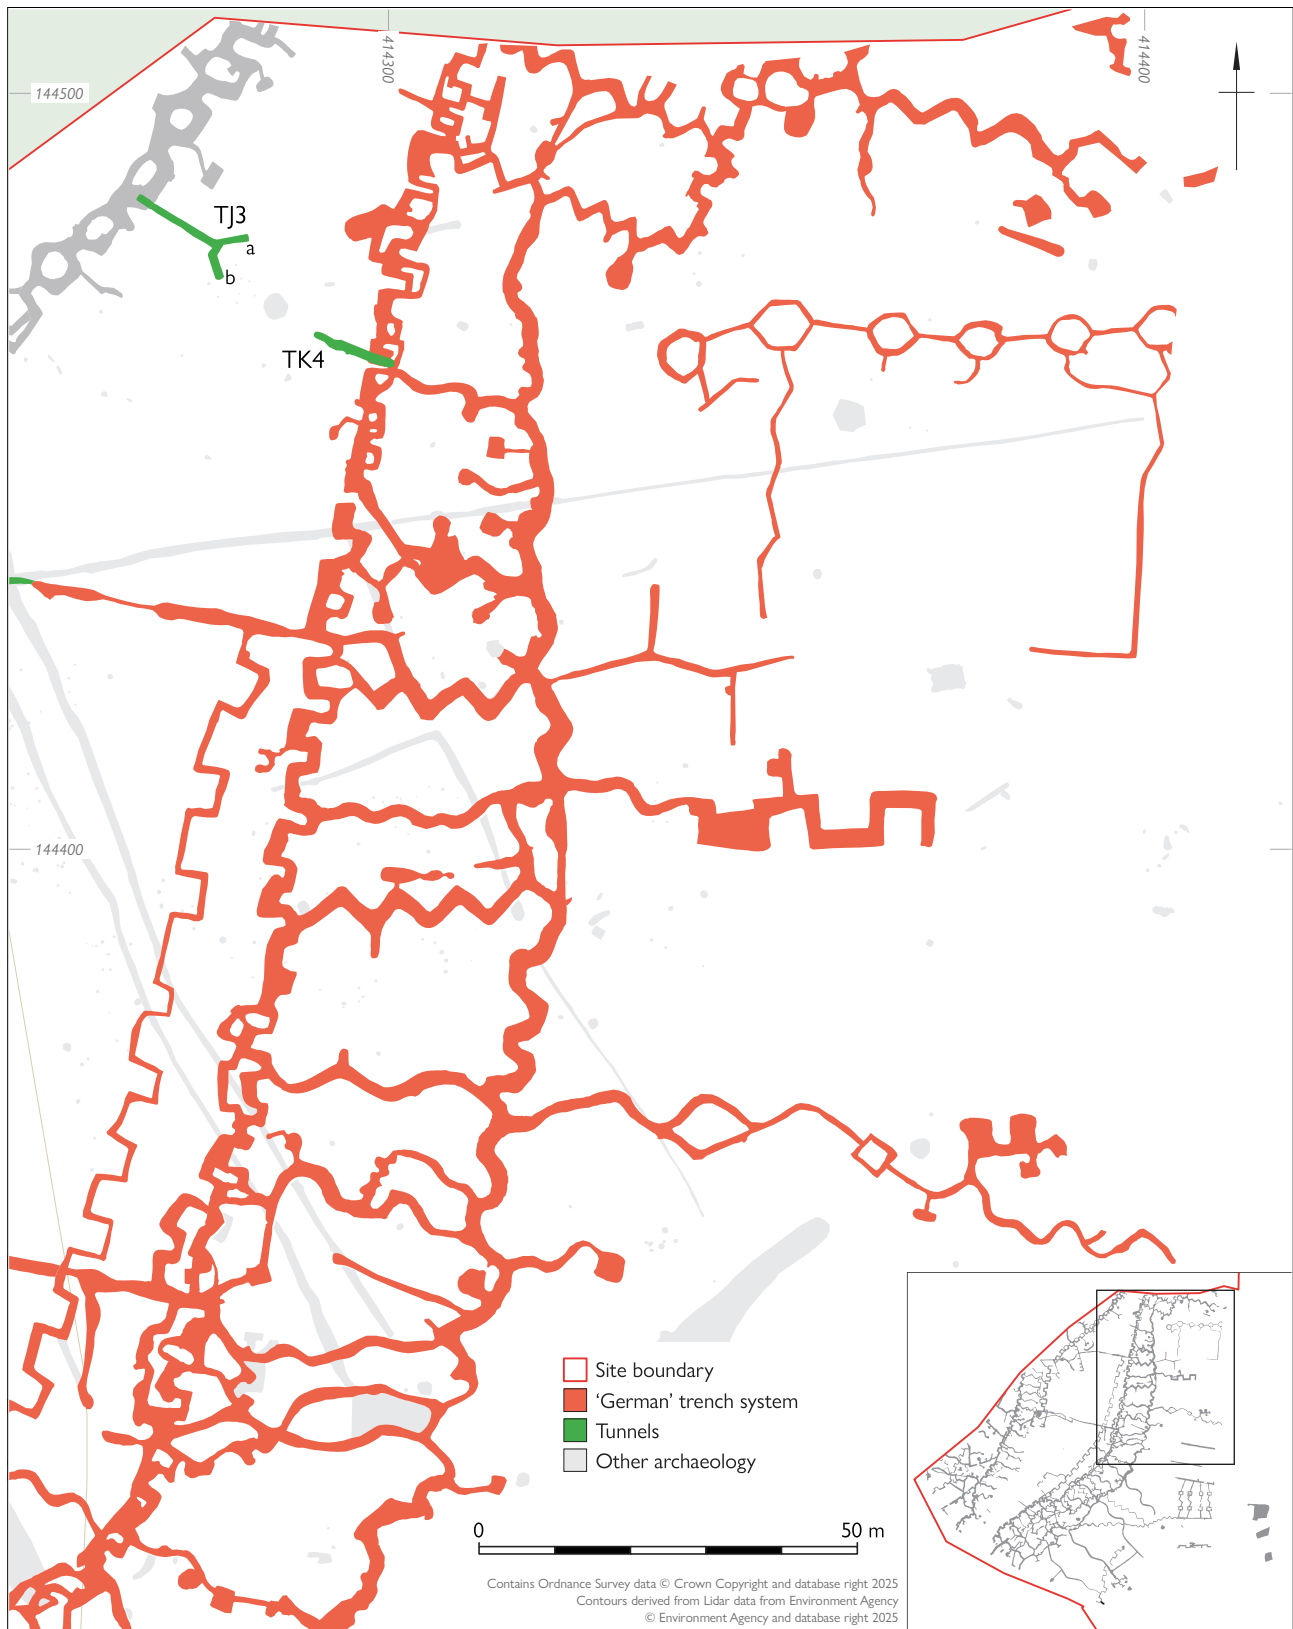 414300
414400
144500
TJ3
a
b
TK4
144400
Site boundary
‘German’ trench system
Tunnels
Other archaeology
0 50 m
Contains Ordnance Survey data © Crown Copyright and database right 2025
Contours derived from Lidar data from Environment Agency
© Environment Agency and database right 2025